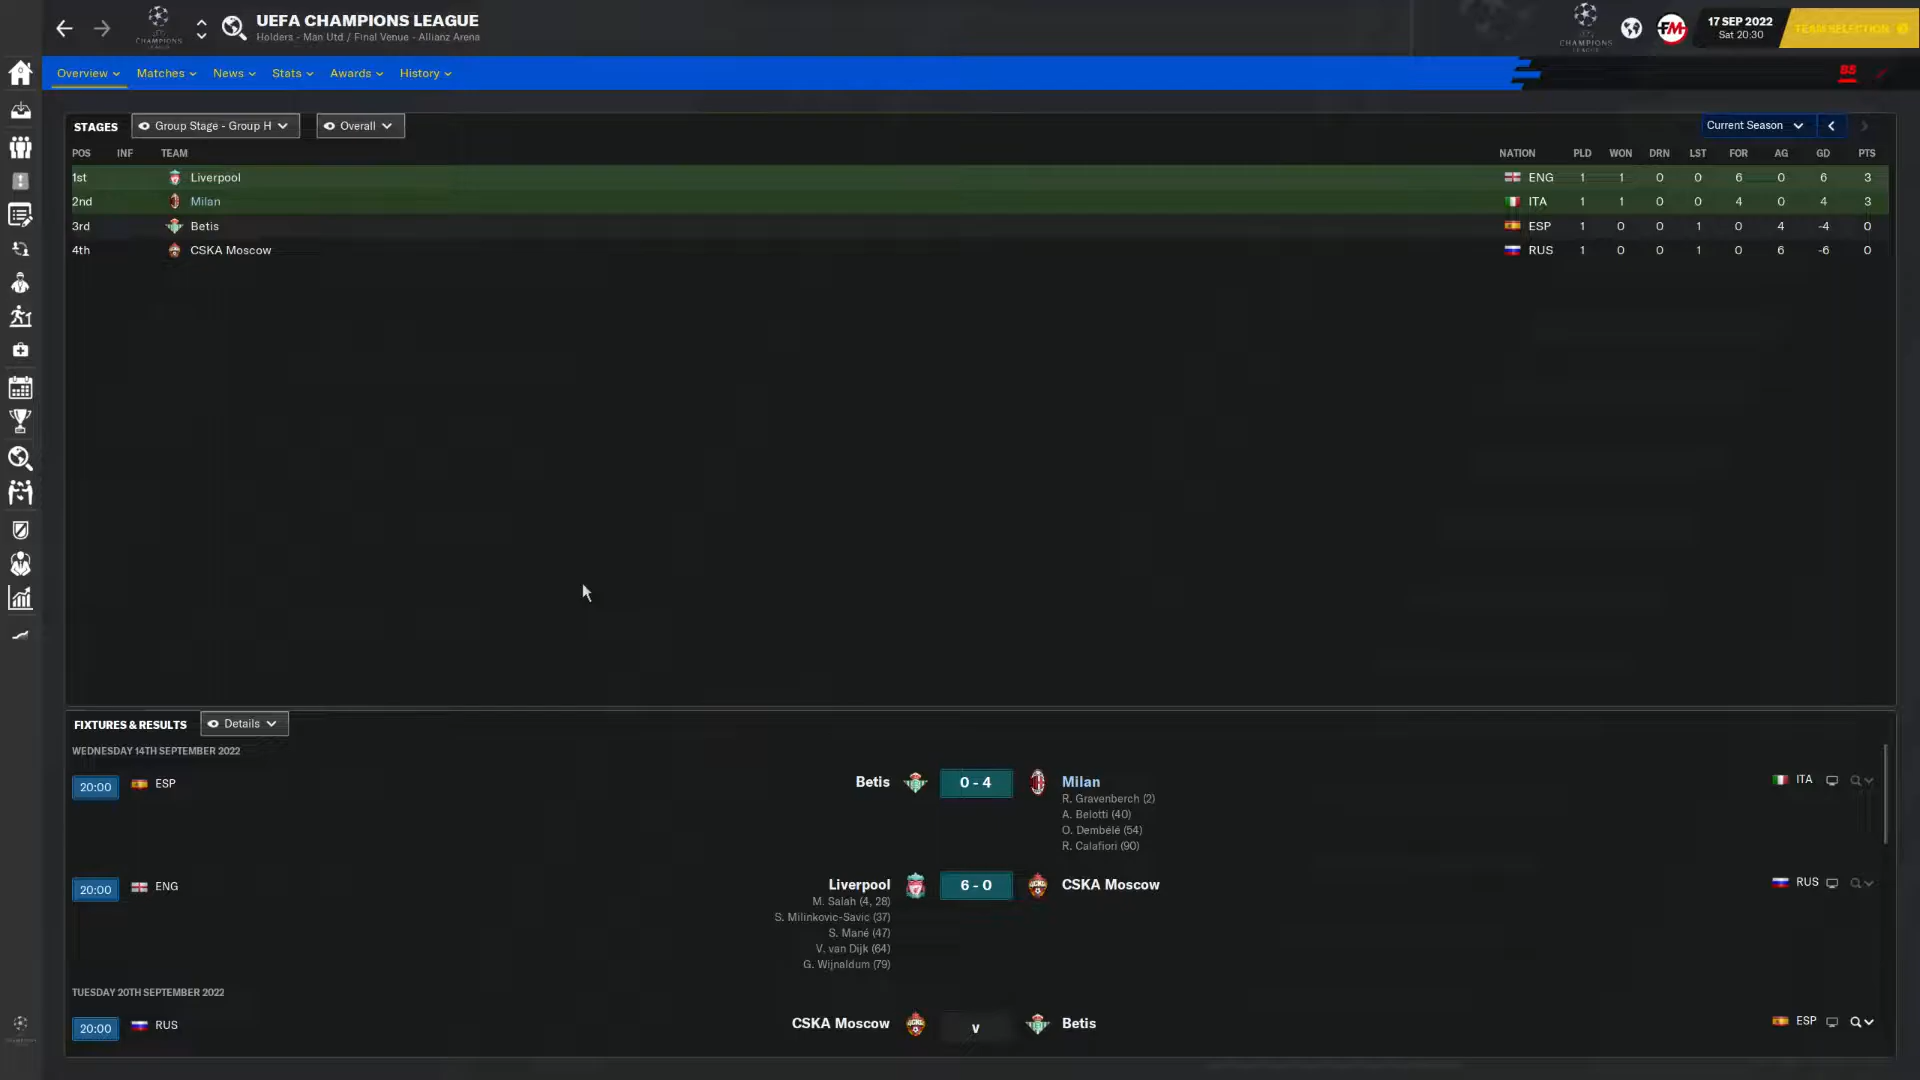 UEFA CHAMPIONS LEAGUE
Holders - Man Utd / Final Venue - Allianz Arena
CHAMPIONS
CHAMPIONS
FM
17 SEP 2022
Sat 20:30
TEAM SELECTION
Overview Matches News Stats Awards History
STAGES Group Stage - Group H Overall Current Season
POS INF TEAM NATION PLD WON DRN LST FOR AG GD PTS
1st Liverpool ENG 1 1 0 0 6 0 6 3
2nd Milan ITA 1 1 0 0 4 0 4 3
3rd Betis ESP 1 0 0 1 0 4 -4 0
4th CSKA Moscow RUS 1 0 0 1 0 6 -6 0
FIXTURES & RESULTS Details
WEDNESDAY 14TH SEPTEMBER 2022
20:00 ESP Betis 0 - 4 Milan ITA
R. Gravenberch (2)
A. Belotti (40)
O. Dembélé (54)
R. Calafiori (90)
20:00 ENG Liverpool 6 - 0 CSKA Moscow RUS
M. Salah (4, 28)
S. Milinkovic-Savic (37)
S. Mané (47)
V. van Dijk (64)
G. Wijnaldum (79)
TUESDAY 20TH SEPTEMBER 2022
20:00 RUS CSKA Moscow v Betis ESP